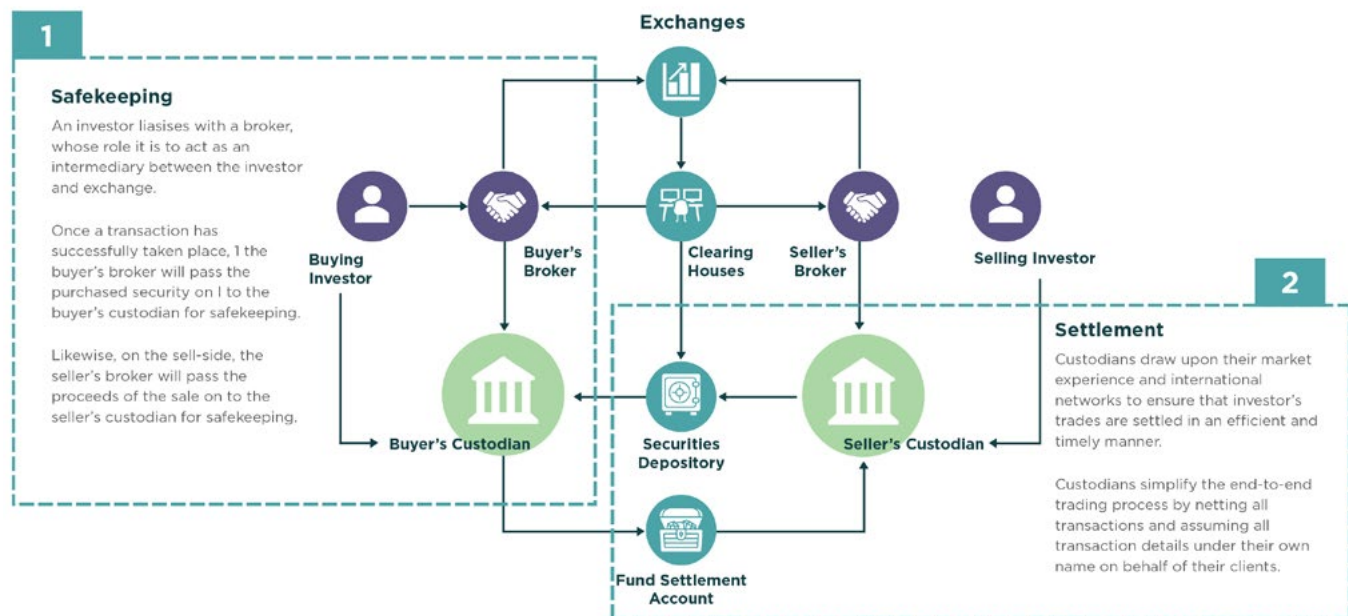 Exchanges
1
Safekeeping
An investor liasises with a broker,
whose role it is to act as an
intermediary between the investor
and exchange.
Once a transaction has
successfully taken place, 1 the
buyer's broker will pass the
purchased security on I to the
buyer's custodian for safekeeping.
Likewise, on the sell-side, the
seller's broker will pass the
proceeds of the sale on to the
seller's custodian for safekeeping.
Buying
Investor
Buyer's
Broker
Clearing
Houses
Seller's
Broker
Selling Investor
Buyer's Custodian
Securities
Depository
Seller's Custodian
Fund Settlement
Account
2
Settlement
Custodians draw upon their market
experience and international
networks to ensure that investor's
trades are settled in an efficient and
timely manner.
Custodians simplify the end-to-end
trading process by netting all
transactions and assuming all
transaction details under their own
name on behalf of their clients.